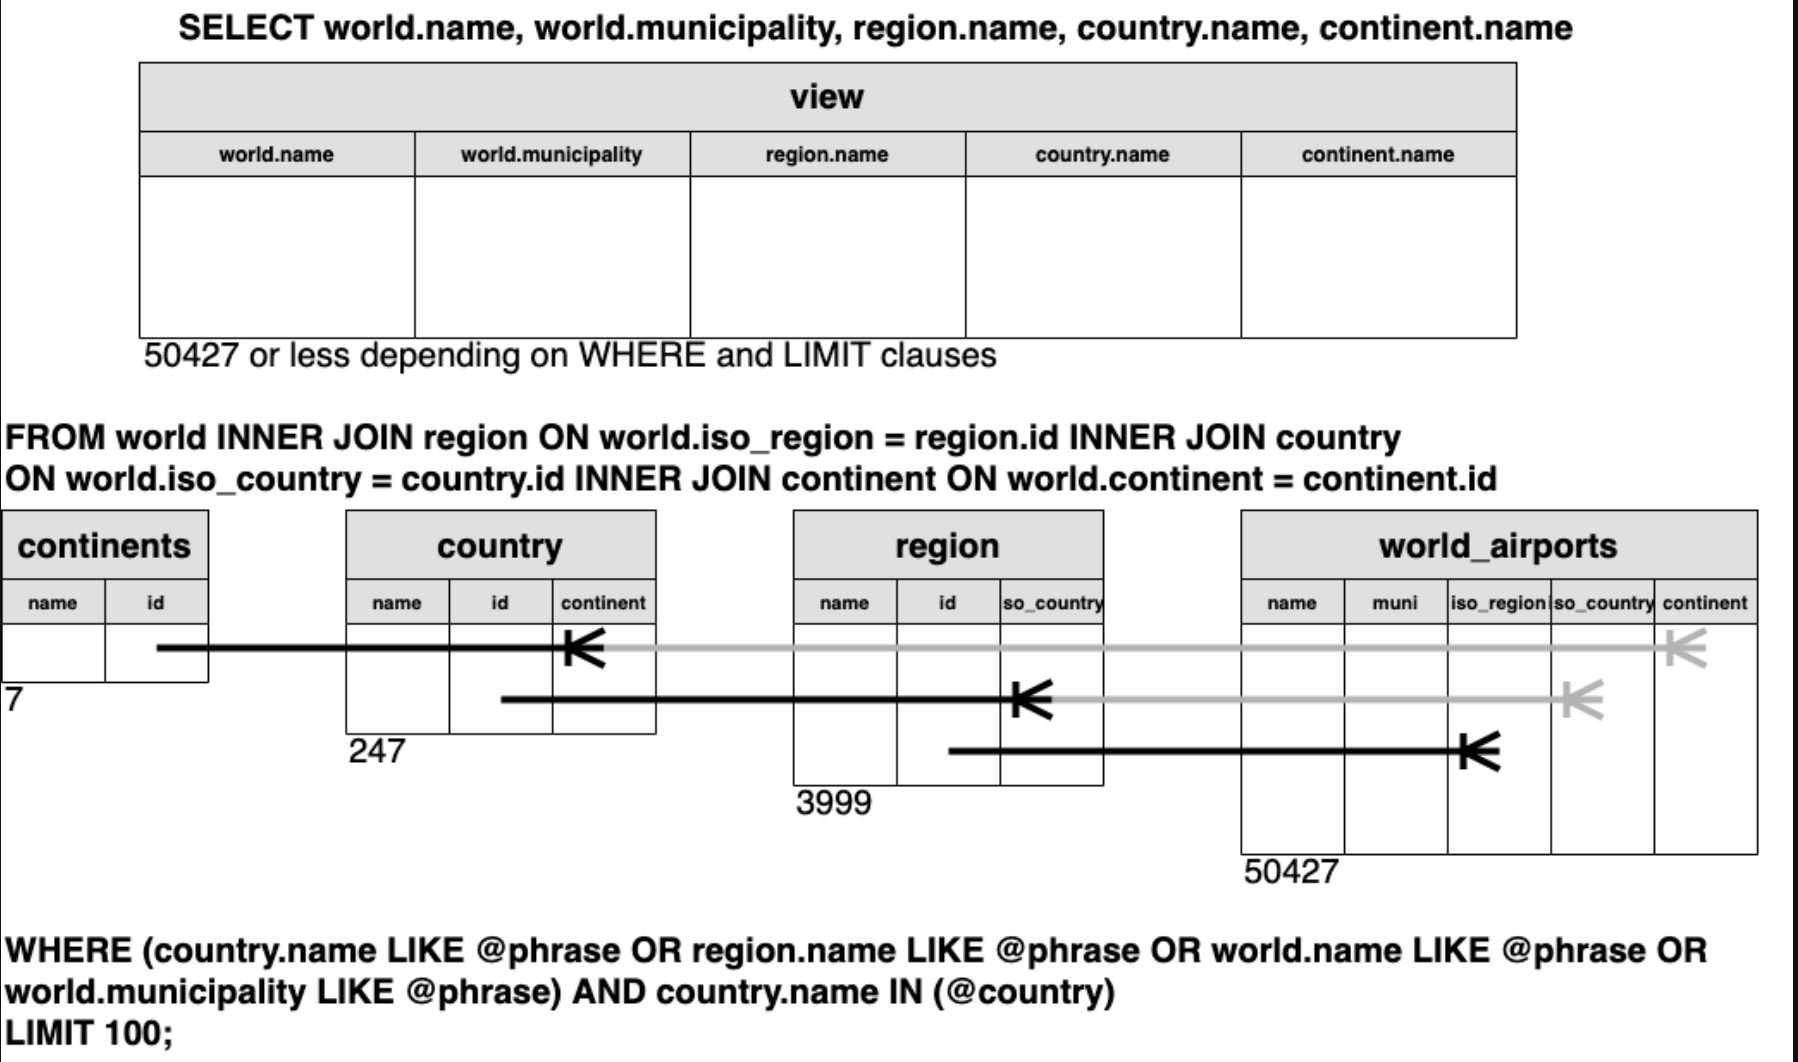 SELECT world.name, world.municipality, region.name, country.name, continent.name
view
world.name world.municipality region.name country.name continent.name
50427 or less depending on WHERE and LIMIT clauses
FROM world INNER JOIN region ON world.iso_region = region.id INNER JOIN country
ON world.iso_country = country.id INNER JOIN continent ON world.continent = continent.id
continents country region world_airports
name id name id continent name id so_country name muni iso_region iso_country continent
7
247
3999
50427
WHERE (country.name LIKE @phrase OR region.name LIKE @phrase OR world.name LIKE @phrase OR
world.municipality LIKE @phrase) AND country.name IN (@country)
LIMIT 100;